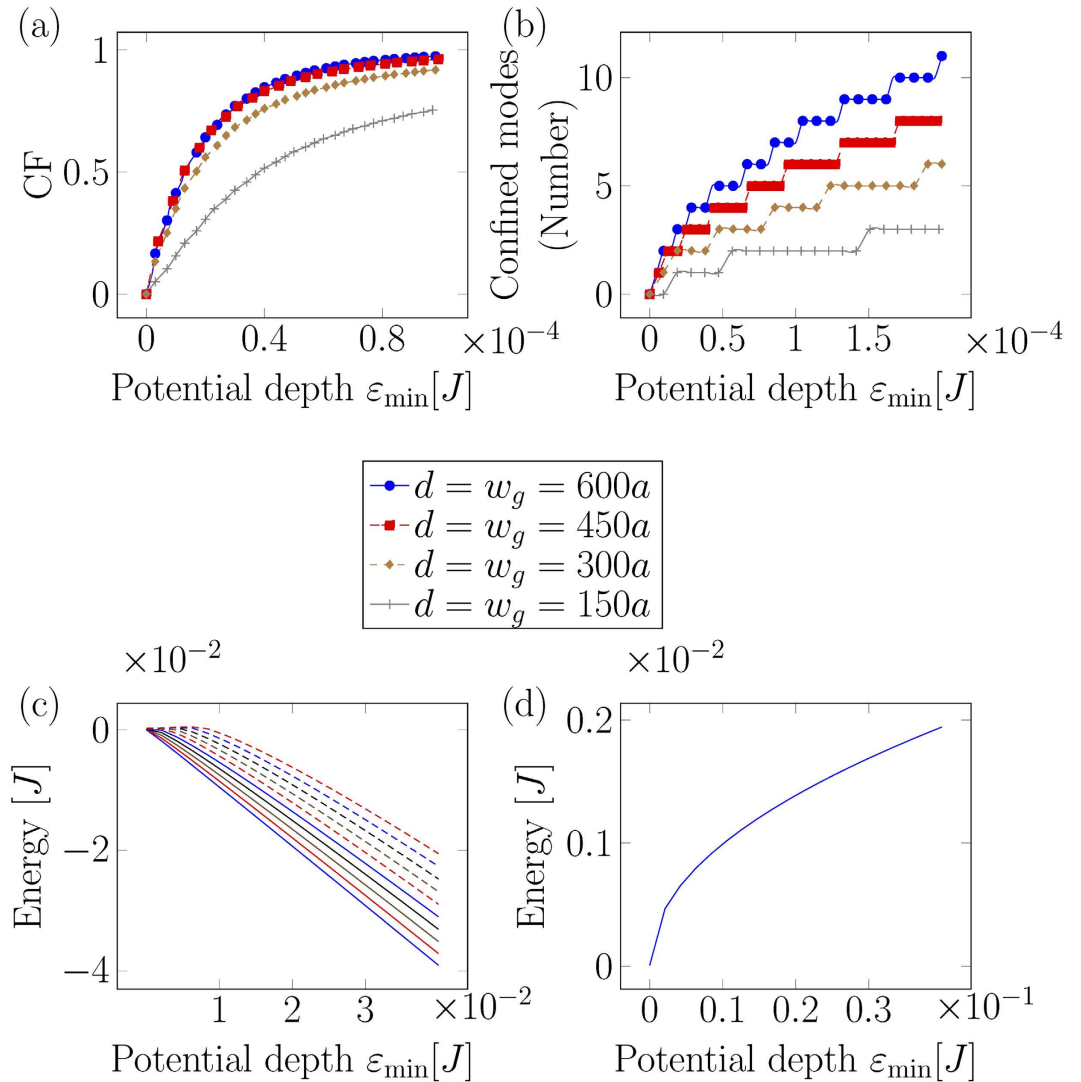 (a)
CF
1
0.5
0
0 0.4 0.8 ×10⁻⁴
Potential depth ε_min[J]
(b)
Confined modes
(Number)
10
5
0
0 0.5 1 1.5 ×10⁻⁴
Potential depth ε_min[J]
d = w_g = 600a
d = w_g = 450a
d = w_g = 300a
d = w_g = 150a
×10⁻²
(c)
Energy [J]
0
−2
−4
1 2 3 ×10⁻²
Potential depth ε_min[J]
×10⁻²
(d)
Energy [J]
0.2
0.1
0
0 0.1 0.2 0.3 ×10⁻¹
Potential depth ε_min[J]